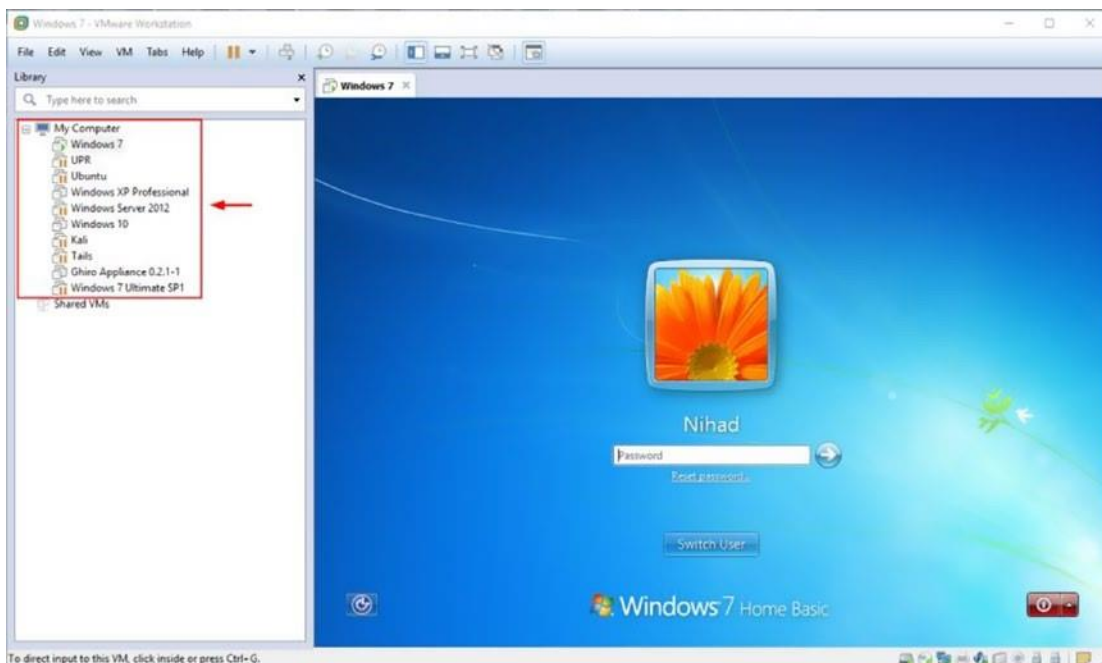 Windows 7 - VMware Workstation
File Edit View VM Tabs Help
Library
Windows 7
Type here to search
My Computer
Windows 7
UPR
Ubuntu
Windows XP Professional
Windows Server 2012
Windows 10
Kali
Tails
Ghiro Appliance 0.2.1-1
Windows 7 Ultimate SP1
Shared VMs
Nihad
Password
Reset password...
Switch User
Windows 7 Home Basic
To direct input to this VM, click inside or press Ctrl+G.